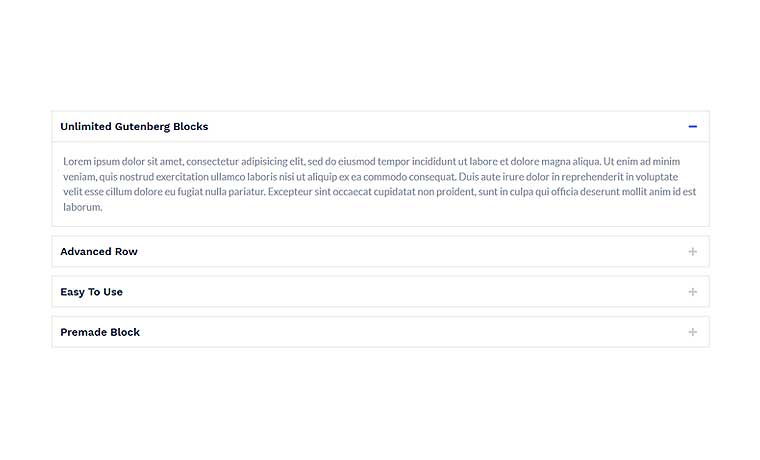 Unlimited Gutenberg Blocks
Lorem ipsum dolor sit amet, consectetur adipisicing elit, sed do eiusmod tempor incididunt ut labore et dolore magna aliqua. Ut enim ad minim
veniam, quis nostrud exercitation ullamco laboris nisi ut aliquip ex ea commodo consequat. Duis aute irure dolor in reprehenderit in voluptate
velit esse cillum dolore eu fugiat nulla pariatur. Excepteur sint occaecat cupidatat non proident, sunt in culpa qui officia deserunt mollit anim id est
laborum.
Advanced Row
Easy To Use
Premade Block